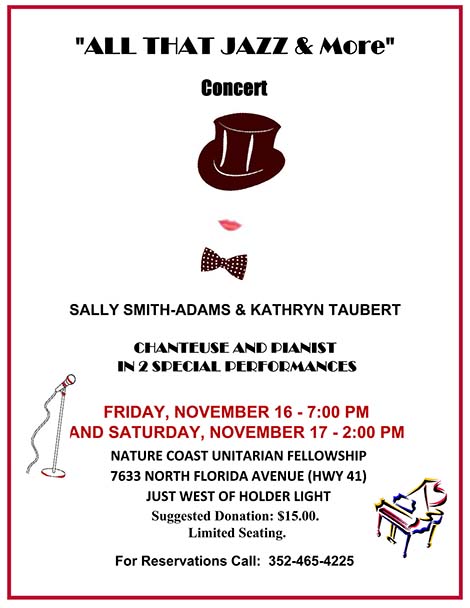 "ALL THAT JAZZ & More"
Concert
SALLY SMITH-ADAMS & KATHRYN TAUBERT
CHANTEUSE AND PIANIST
IN 2 SPECIAL PERFORMANCES
FRIDAY, NOVEMBER 16 - 7:00 PM
AND SATURDAY, NOVEMBER 17 - 2:00 PM
NATURE COAST UNITARIAN FELLOWSHIP
7633 NORTH FLORIDA AVENUE (HWY 41)
JUST WEST OF HOLDER LIGHT
Suggested Donation: $15.00.
Limited Seating.
For Reservations Call: 352-465-4225